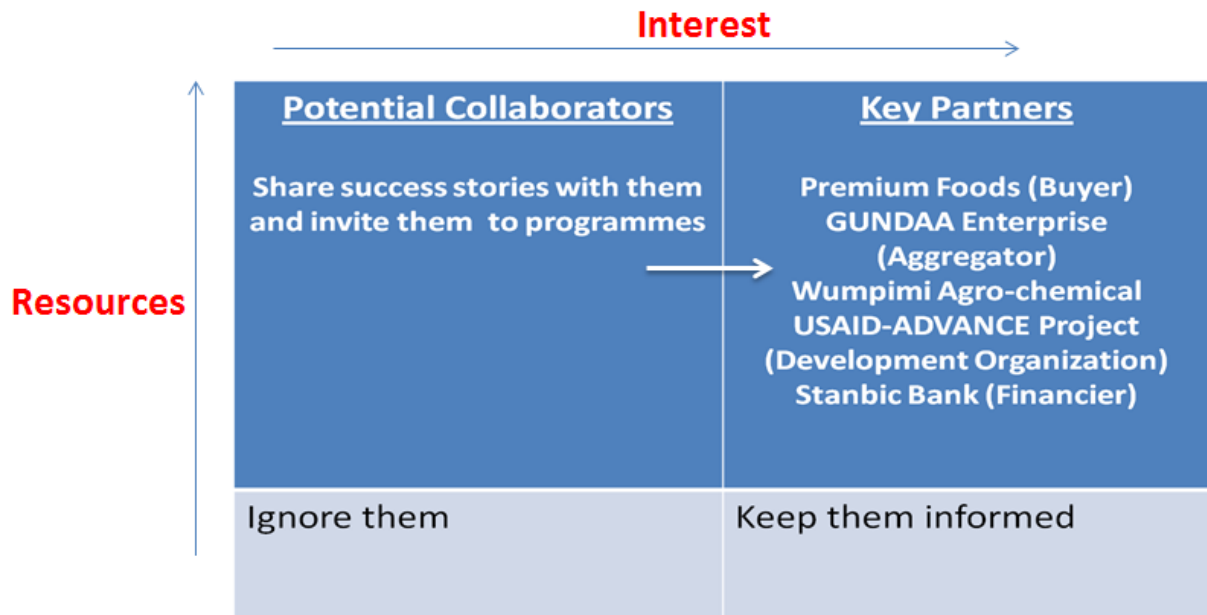 Interest
Resources
Potential Collaborators
Share success stories with them
and invite them to programmes
Key Partners
Premium Foods (Buyer)
GUNDAA Enterprise
(Aggregator)
Wumpimi Agro-chemical
USAID-ADVANCE Project
(Development Organization)
Stanbic Bank (Financier)
Ignore them
Keep them informed